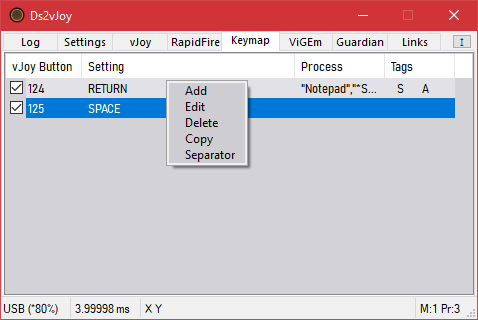 Ds2vJoy
Log Settings vJoy RapidFire Keymap ViGEm Guardian Links
vJoy Button Setting Process Tags
124 RETURN "Notepad","*S... S A
125 SPACE
Add
Edit
Delete
Copy
Separator
USB (*80%) 3.99998 ms X Y M:1 Pr:3